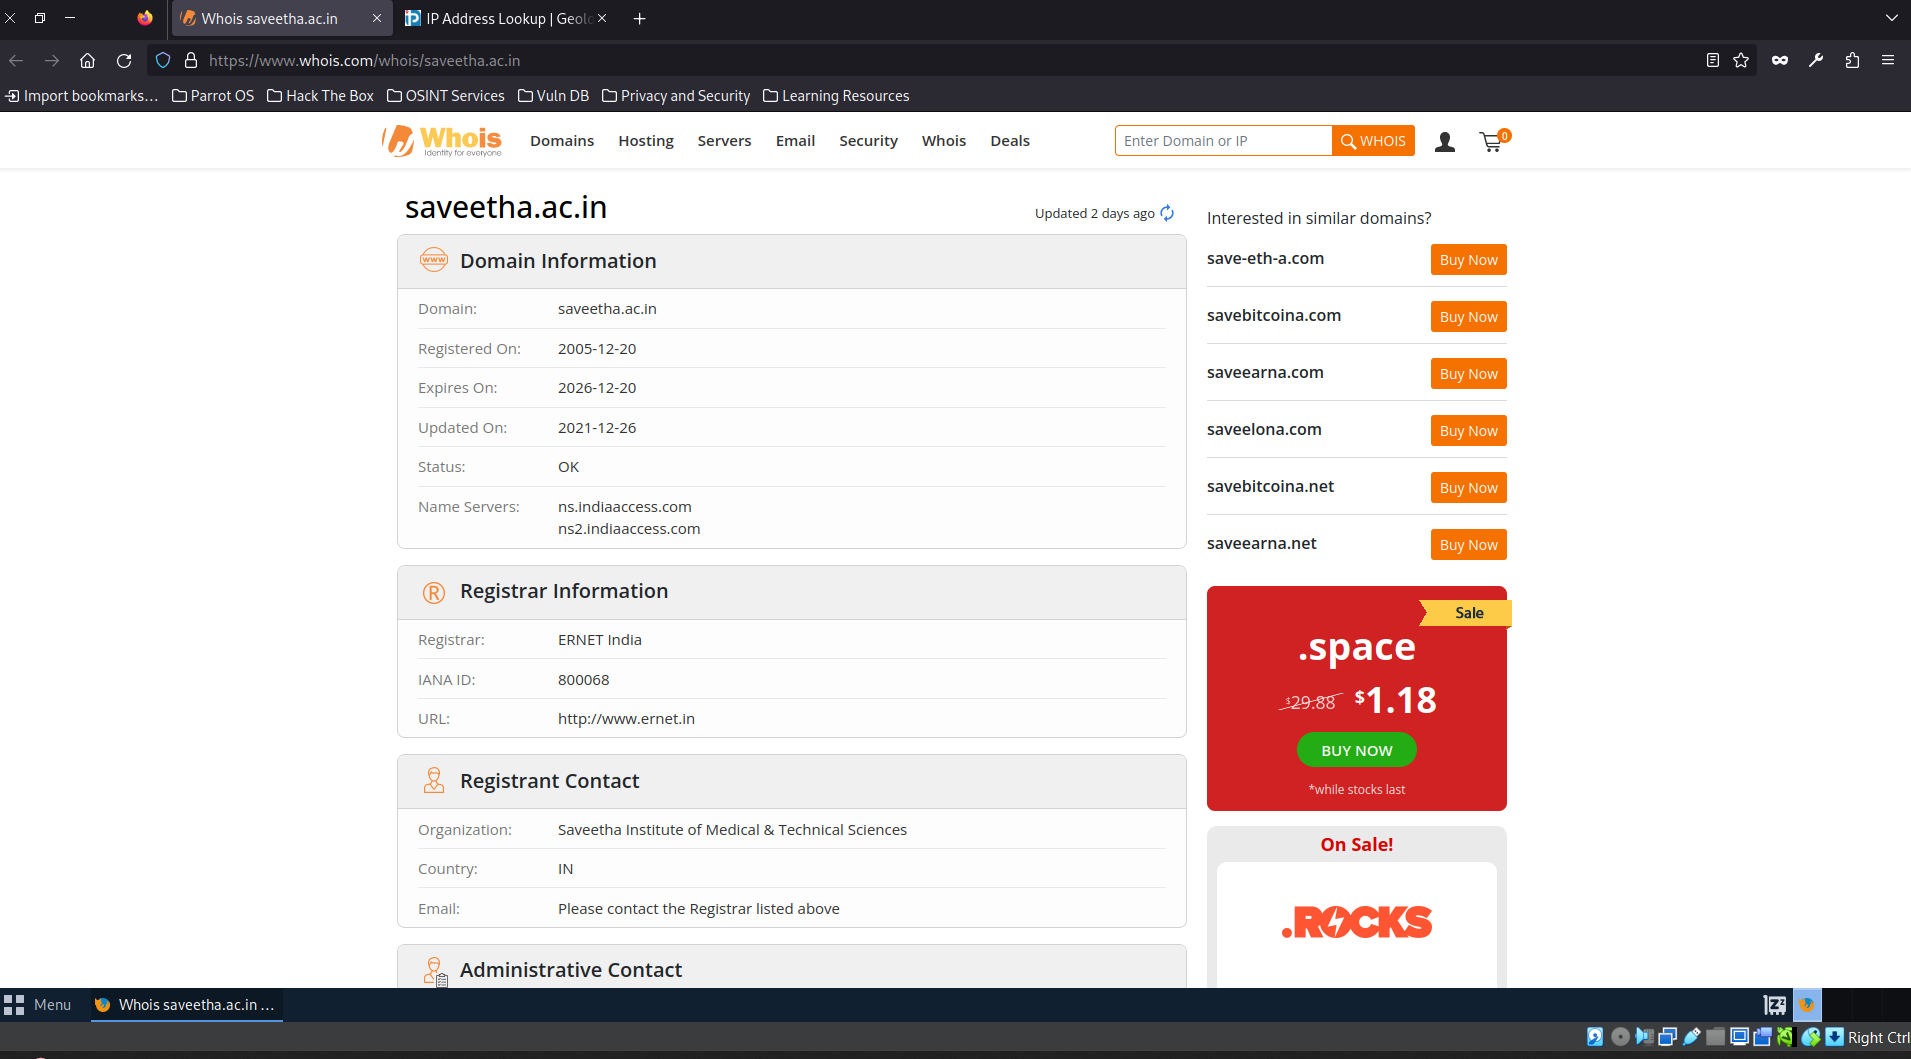 Whois saveetha.ac.in
IP Address Lookup | Geolo
https://www.whois.com/whois/saveetha.ac.in
Import bookmarks...
Parrot OS
Hack The Box
OSINT Services
Vuln DB
Privacy and Security
Learning Resources
Whois
Identity for everyone
Domains
Hosting
Servers
Email
Security
Whois
Deals
Enter Domain or IP
WHOIS
0
saveetha.ac.in
Updated 2 days ago
www
Domain Information
Domain: saveetha.ac.in
Registered On: 2005-12-20
Expires On: 2026-12-20
Updated On: 2021-12-26
Status: OK
Name Servers: ns.indiaaccess.com
ns2.indiaaccess.com
R
Registrar Information
Registrar: ERNET India
IANA ID: 800068
URL: http://www.ernet.in
Registrant Contact
Organization: Saveetha Institute of Medical & Technical Sciences
Country: IN
Email: Please contact the Registrar listed above
Administrative Contact
Interested in similar domains?
save-eth-a.com Buy Now
savebitcoina.com Buy Now
saveearna.com Buy Now
saveelona.com Buy Now
savebitcoina.net Buy Now
saveearna.net Buy Now
Sale
.space
$29.88 $1.18
BUY NOW
*while stocks last
On Sale!
.ROCKS
Menu
Whois saveetha.ac.in ...
Right Ctrl